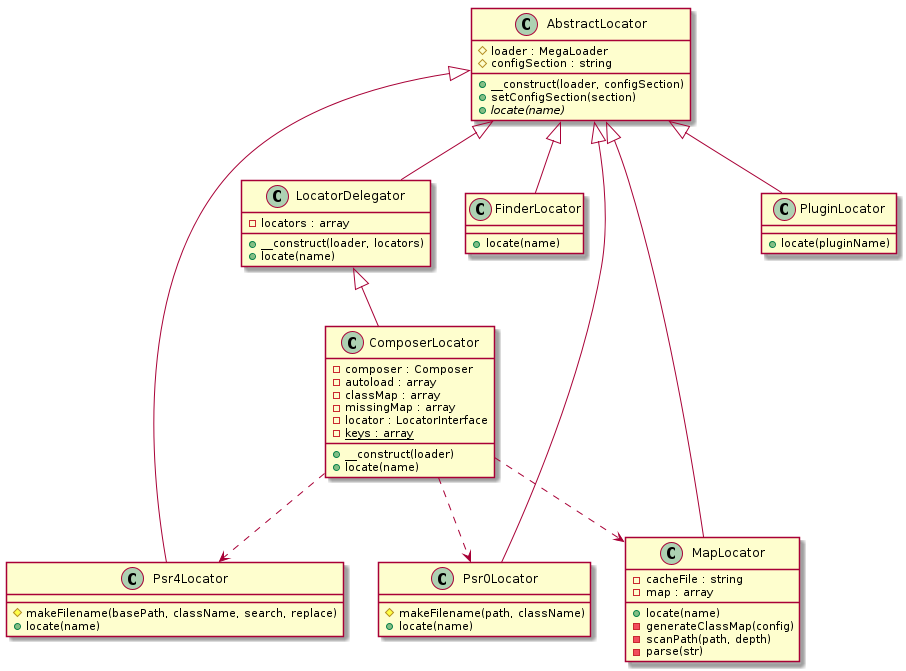 C AbstractLocator
loader : MegaLoader
configSection : string
__construct(loader, configSection)
setConfigSection(section)
locate(name)
C LocatorDelegator
locators : array
__construct(loader, locators)
locate(name)
C FinderLocator
locate(name)
C PluginLocator
locate(pluginName)
C ComposerLocator
composer : Composer
autoload : array
classMap : array
missingMap : array
locator : LocatorInterface
keys : array
__construct(loader)
locate(name)
C Psr4Locator
makeFilename(basePath, className, search, replace)
locate(name)
C Psr0Locator
makeFilename(path, className)
locate(name)
C MapLocator
cacheFile : string
map : array
locate(name)
generateClassMap(config)
scanPath(path, depth)
parse(str)